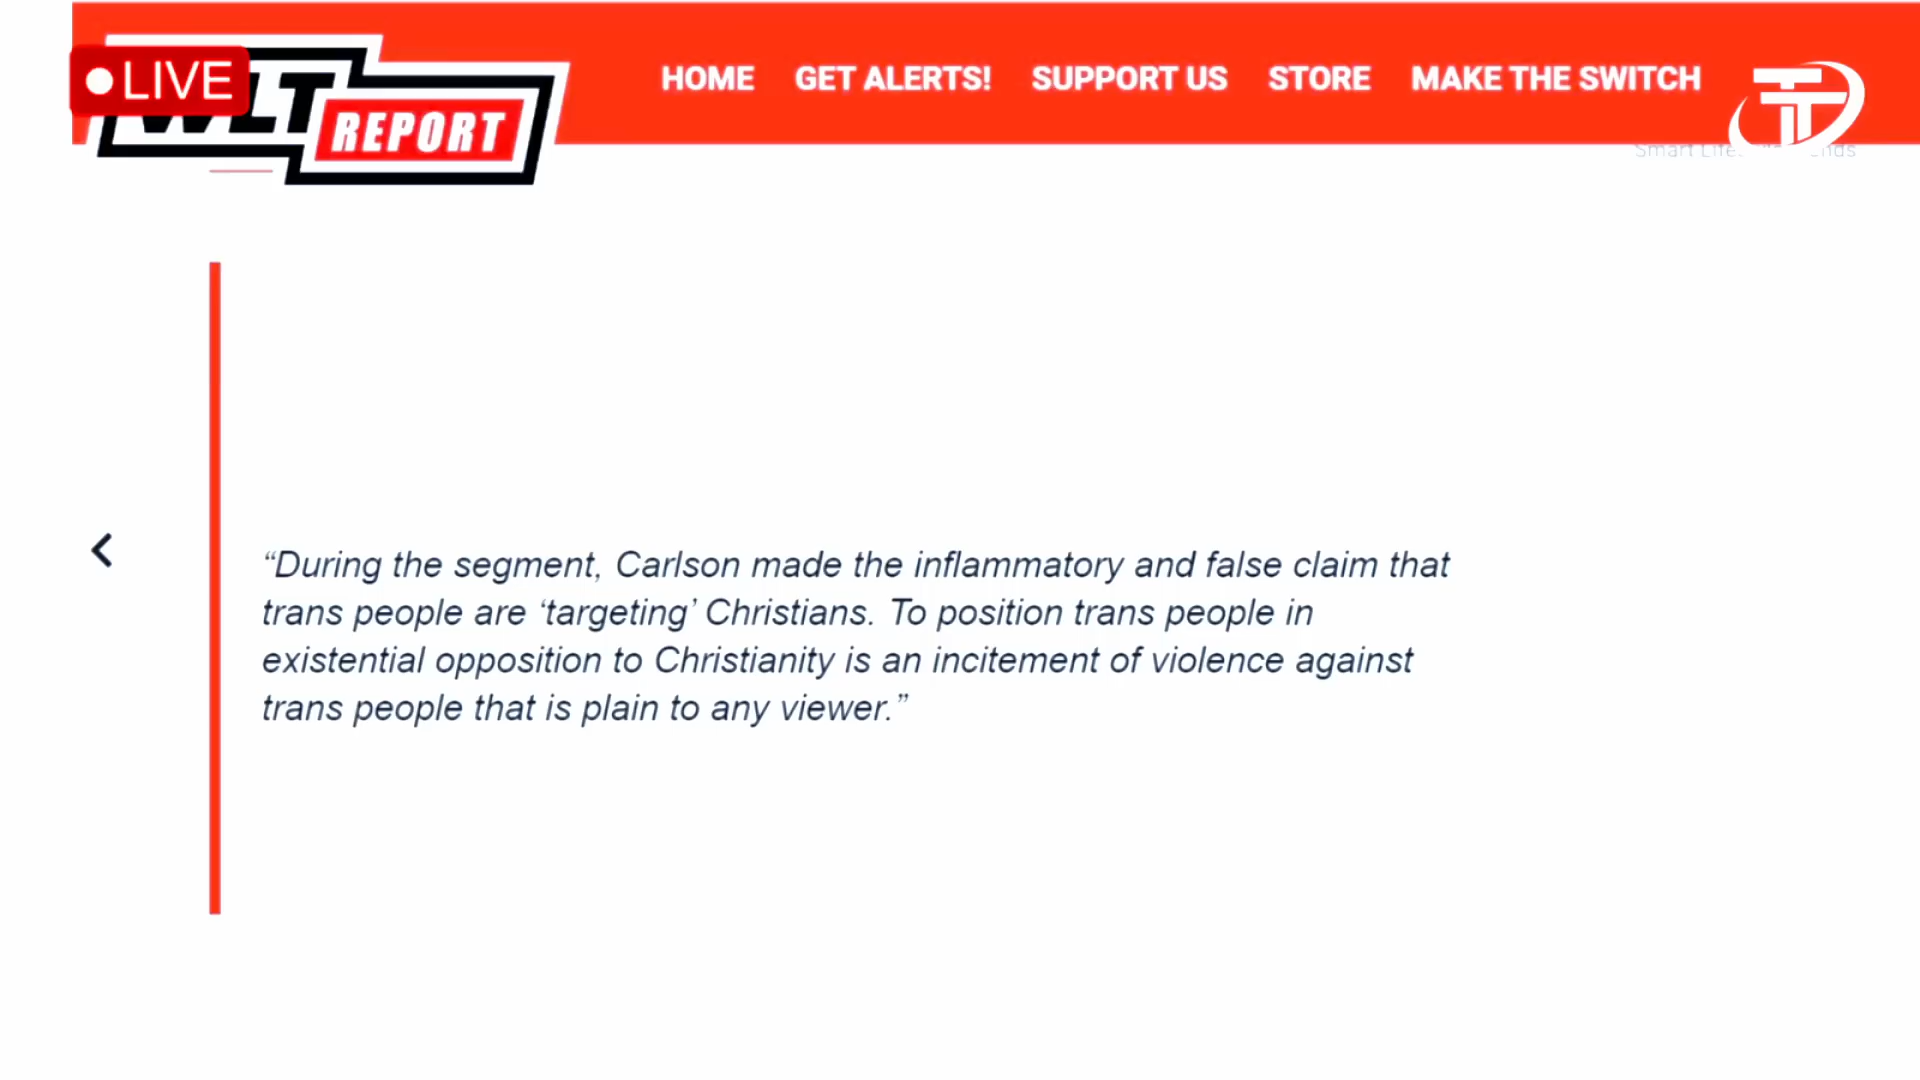 LIVE
WLT
REPORT
HOME GET ALERTS! SUPPORT US STORE MAKE THE SWITCH
“During the segment, Carlson made the inflammatory and false claim that
trans people are ‘targeting’ Christians. To position trans people in
existential opposition to Christianity is an incitement of violence against
trans people that is plain to any viewer.”